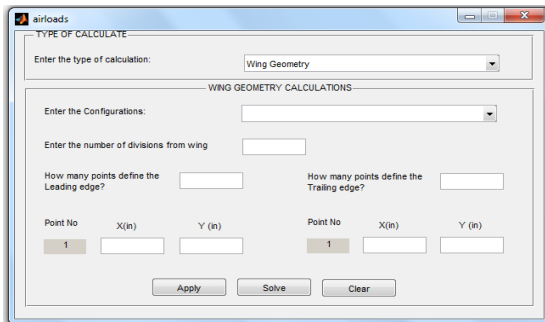 airloads
TYPE OF CALCULATE
Enter the type of calculation:
Wing Geometry
WING GEOMETRY CALCULATIONS
Enter the Configurations:
Enter the number of divisions from wing
How many points define the
Leading edge?
How many points define the
Trailing edge?
Point No X(in) Y (in)
1
Point No X(in) Y (in)
1
Apply Solve Clear